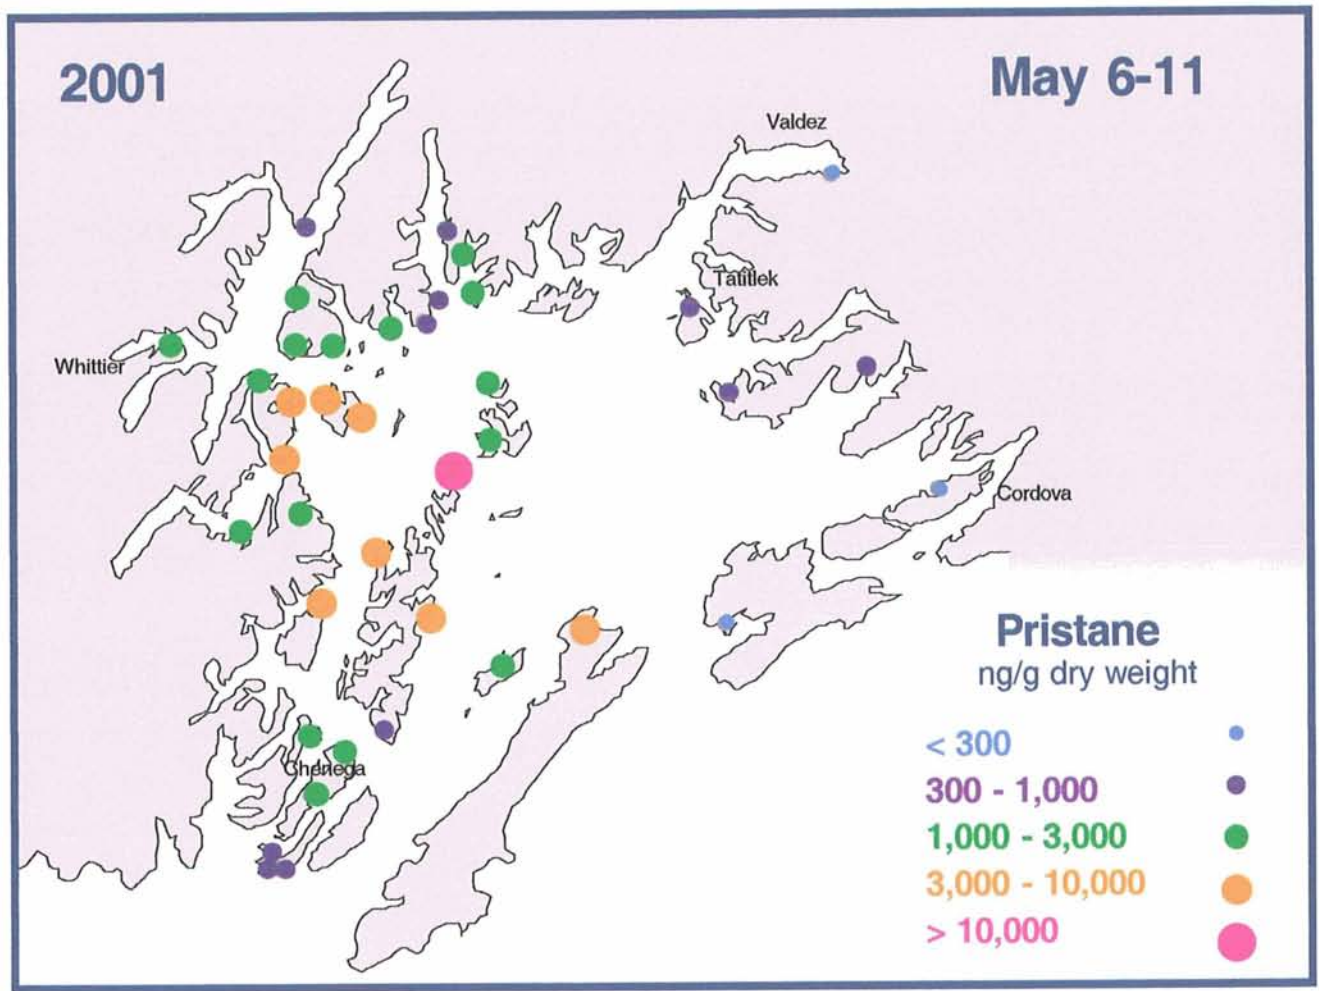 2001
May 6-11
Valdez
Tatitlek
Whittier
Cordova
Chenega
Pristane
ng/g dry weight
< 300
300 - 1,000
1,000 - 3,000
3,000 - 10,000
> 10,000